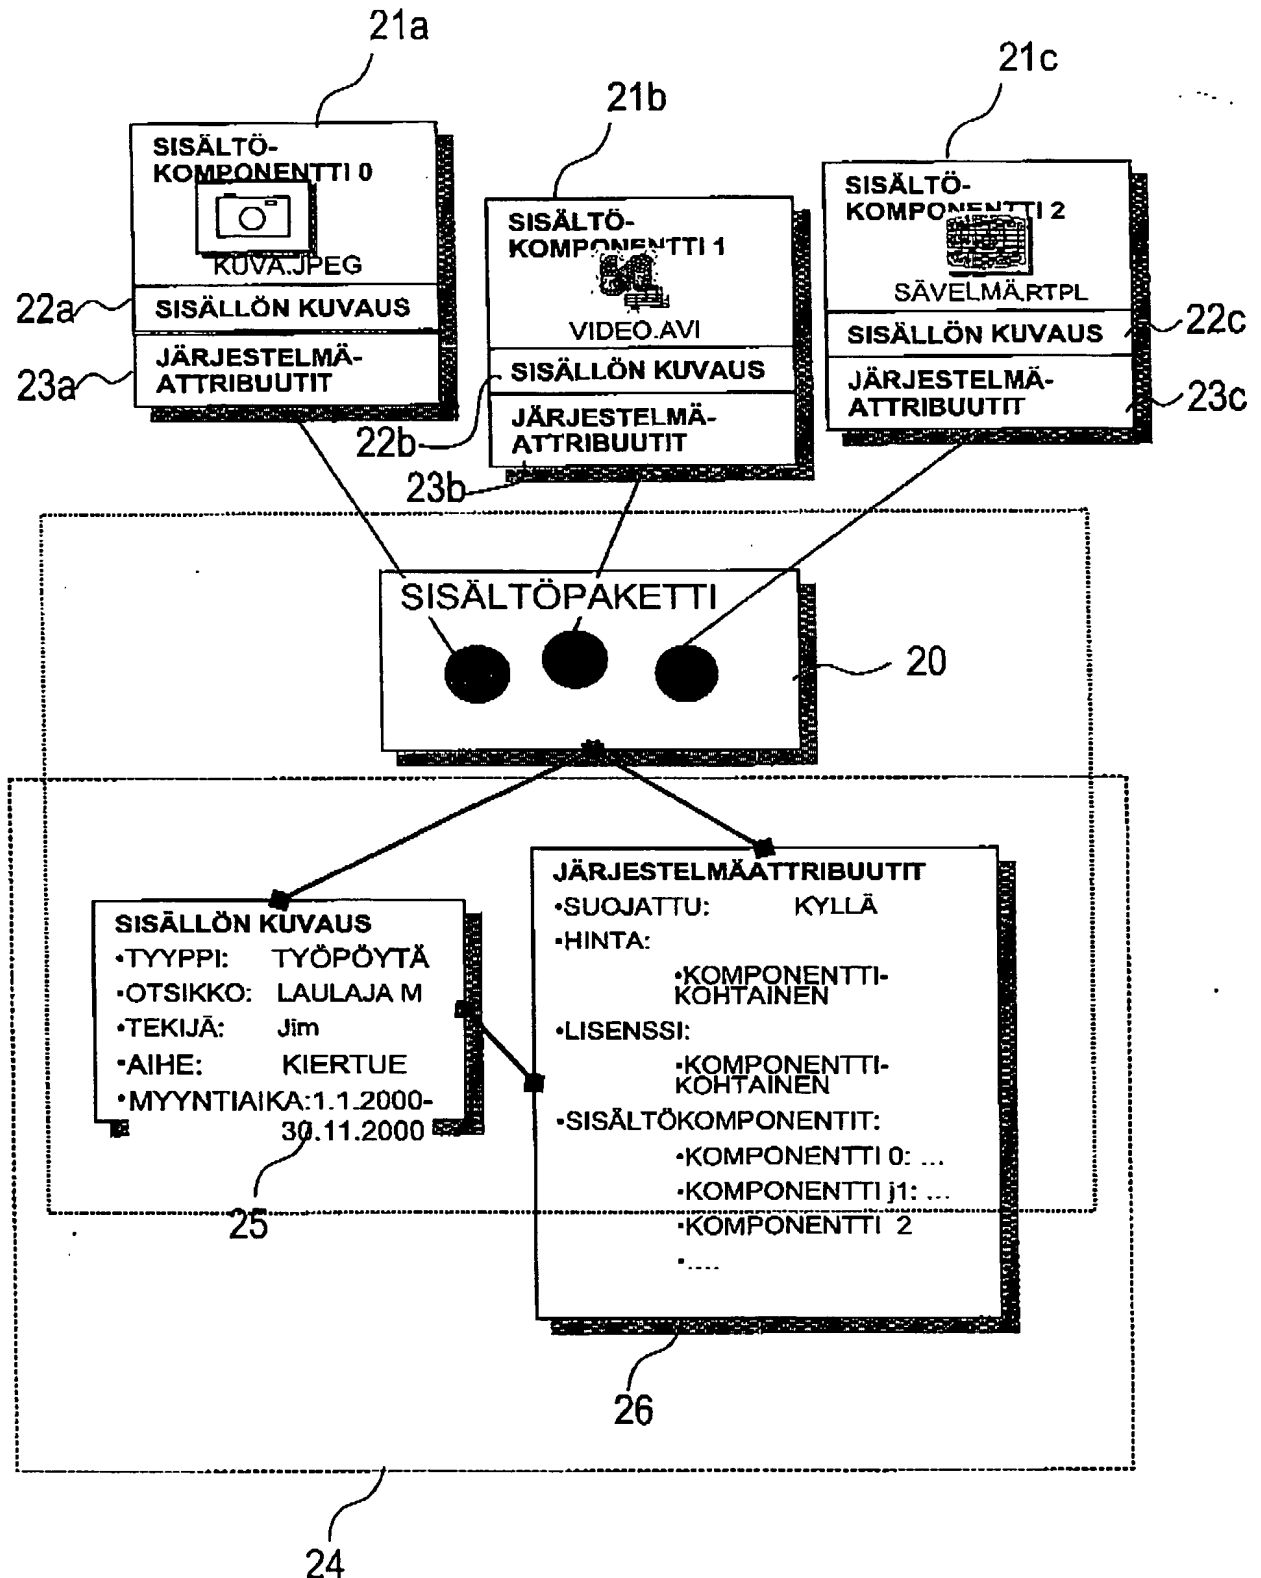 21a
21b
21c
SISÄLTÖ-
KOMPONENTTI 0
KUVA.JPEG
22a
SISÄLLÖN KUVAUS
23a
JÄRJESTELMÄ-
ATTRIBUUTIT
SISÄLTÖ-
KOMPONENTTI 1
VIDEO.AVI
SISÄLLÖN KUVAUS
22b
JÄRJESTELMÄ-
ATTRIBUUTIT
23b
SISÄLTÖ-
KOMPONENTTI 2
SÄVELMÄ.RTPL
SISÄLLÖN KUVAUS
22c
JÄRJESTELMÄ-
ATTRIBUUTIT
23c
SISÄLTÖPAKETTI
20
SISÄLLÖN KUVAUS
•TYYPPI: TYÖPÖYTÄ
•OTSIKKO: LAULAJA M
•TEKIJÄ: Jim
•AIHE: KIERTUE
•MYYNTIAIKA:1.1.2000-
30.11.2000
25
JÄRJESTELMÄATTRIBUUTIT
•SUOJATTU: KYLLÄ
•HINTA:
•KOMPONENTTI-
KOHTAINEN
•LISENSSI:
•KOMPONENTTI-
KOHTAINEN
•SISÄLTÖKOMPONENTIT:
•KOMPONENTTI 0: ...
•KOMPONENTTI j1: ...
•KOMPONENTTI 2
•....
26
24